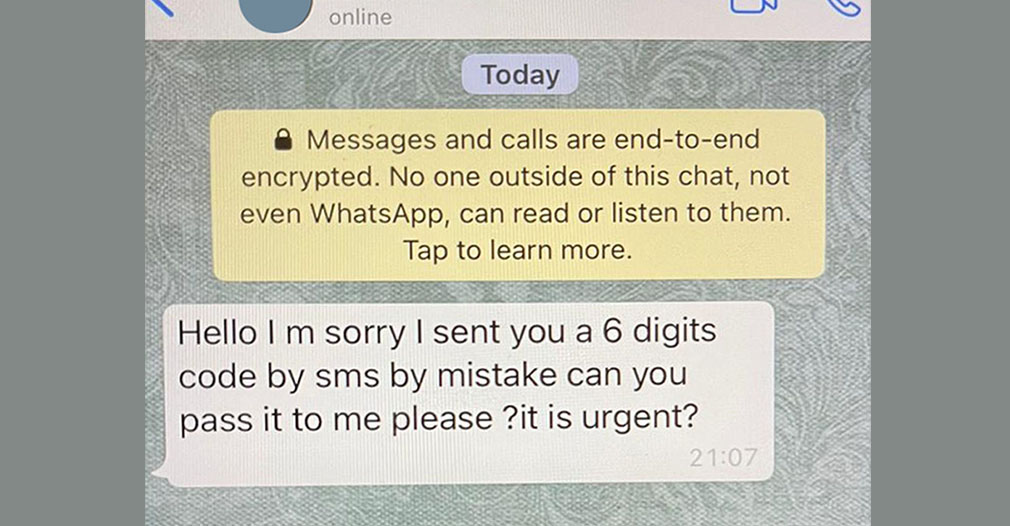 online
Today
Messages and calls are end-to-end
encrypted. No one outside of this chat, not
even WhatsApp, can read or listen to them.
Tap to learn more.
Hello I m sorry I sent you a 6 digits
code by sms by mistake can you
pass it to me please ?it is urgent?
21:07